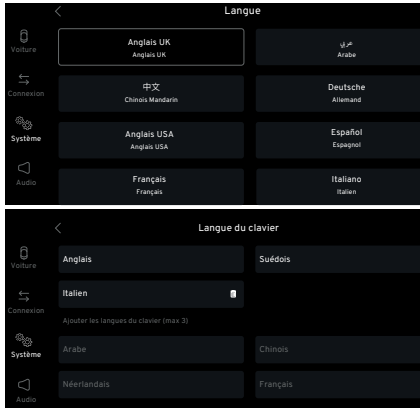 Langue
Voiture
Connexion
Système
Audio
Anglais UK
Anglais UK
عربي
Arabe
中文
Chinois Mandarin
Deutsche
Allemand
Anglais USA
Anglais USA
Español
Espagnol
Français
Français
Italiano
Italien
Langue du clavier
Voiture
Connexion
Système
Audio
Anglais
Suédois
Italien
Ajouter les langues du clavier (max 3)
Arabe
Chinois
Néerlandais
Français